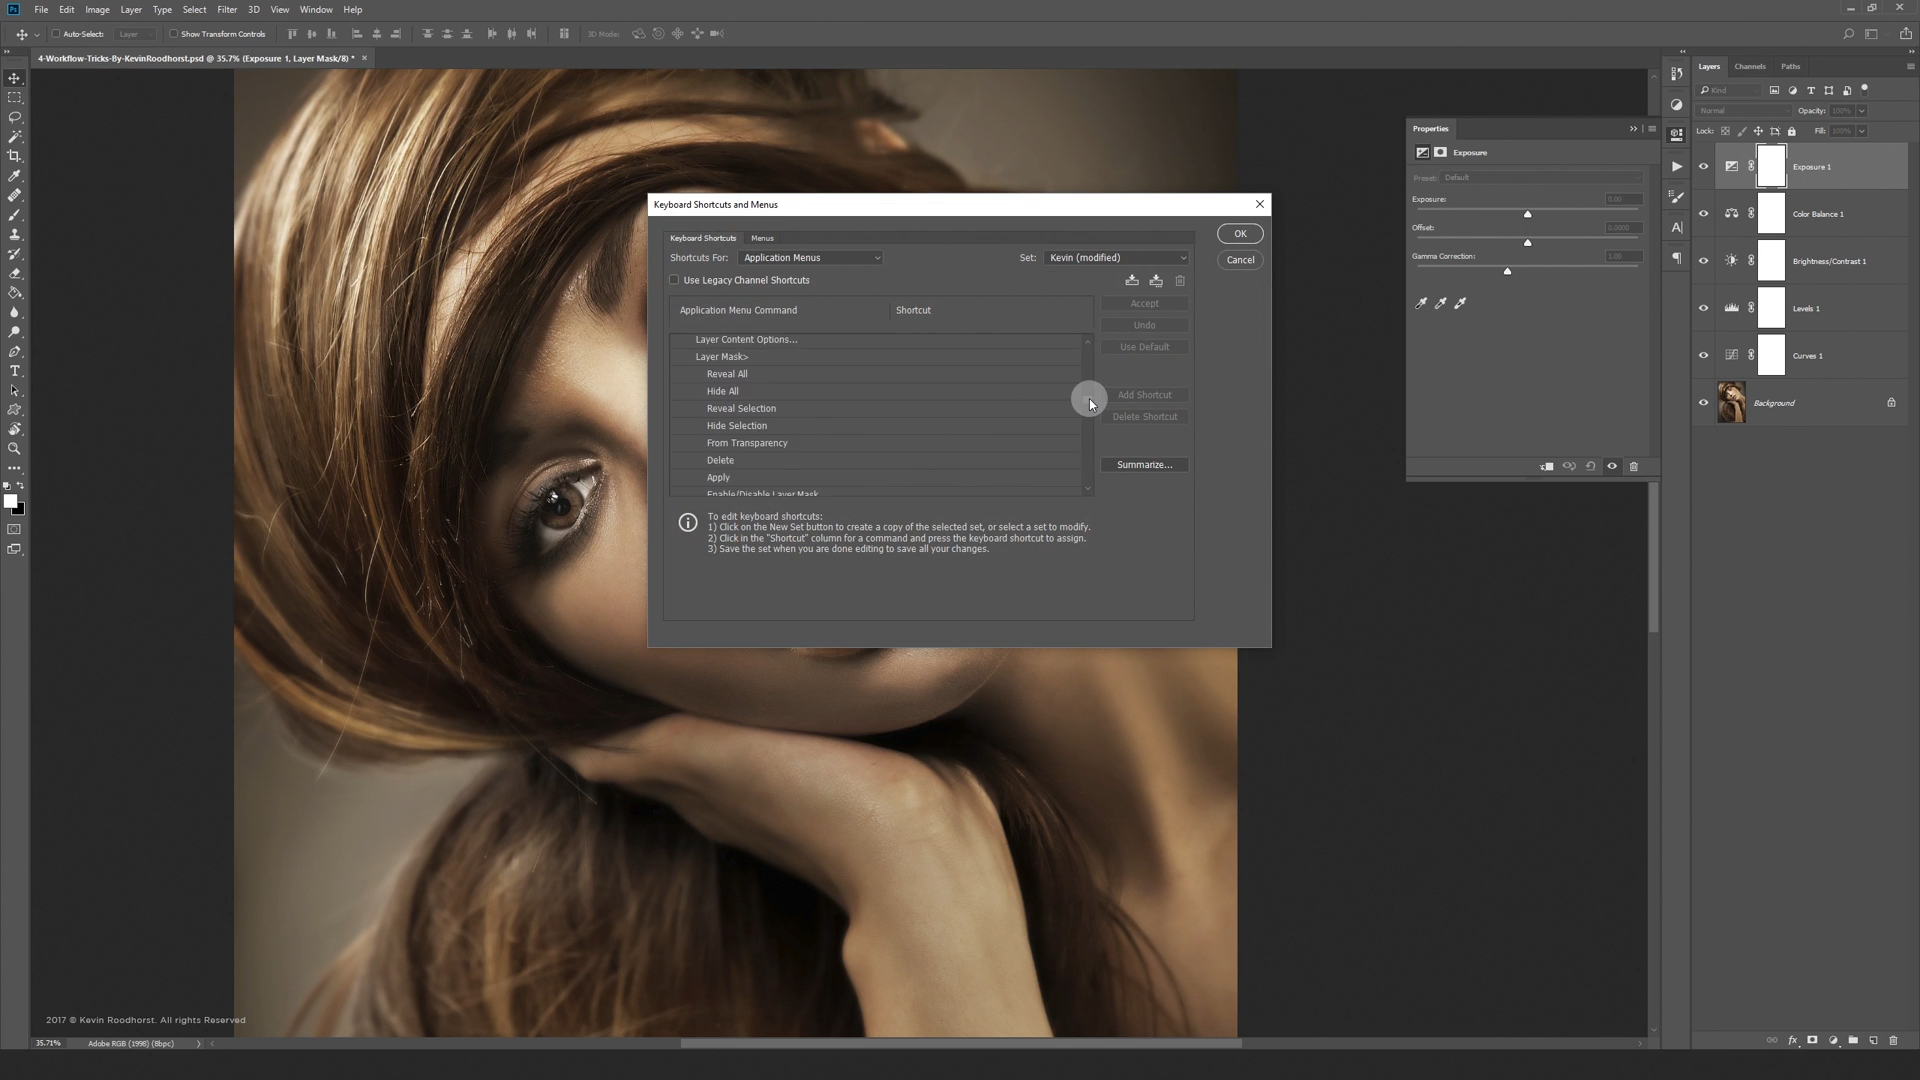 Ps File Edit Image Layer Type Select Filter 3D View Window Help
Auto-Select: Layer Show Transform Controls 3D Mode:
4-Workflow-Tricks-By-KevinRoodhorst.psd @ 35.7% (Exposure 1, Layer Mask/8) *
Keyboard Shortcuts and Menus
Keyboard Shortcuts Menus
Shortcuts For: Application Menus Set: Kevin (modified)
Use Legacy Channel Shortcuts
Application Menu Command Shortcut
Layer Content Options...
Layer Mask>
Reveal All
Hide All
Reveal Selection
Hide Selection
From Transparency
Delete
Apply
Enable/Disable Layer Mask
OK
Cancel
Accept
Undo
Use Default
Add Shortcut
Delete Shortcut
Summarize...
To edit keyboard shortcuts:
1) Click on the New Set button to create a copy of the selected set, or select a set to modify.
2) Click in the "Shortcut" column for a command and press the keyboard shortcut to assign.
3) Save the set when you are done editing to save all your changes.
Properties
Exposure
Preset: Default
Exposure: 0.00
Offset: 0.0000
Gamma Correction: 1.00
Layers Channels Paths
Kind
Normal Opacity: 100%
Lock: Fill: 100%
Exposure 1
Color Balance 1
Brightness/Contrast 1
Levels 1
Curves 1
Background
2017 © Kevin Roodhorst. All rights Reserved
35.71% Adobe RGB (1998) (8bpc)